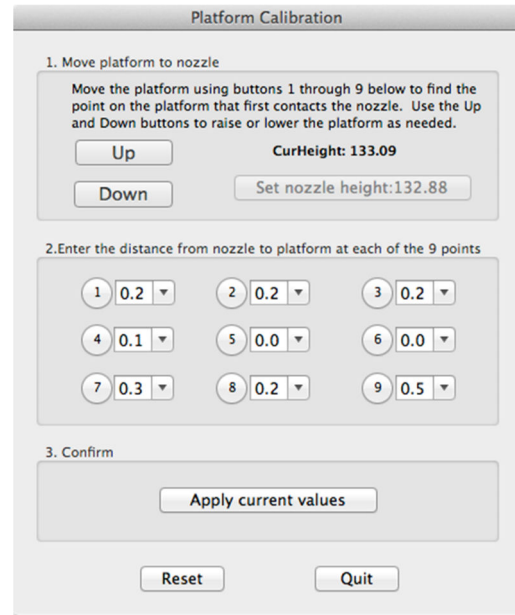 Platform Calibration
1. Move platform to nozzle
Move the platform using buttons 1 through 9 below to find the
point on the platform that first contacts the nozzle. Use the Up
and Down buttons to raise or lower the platform as needed.
Up
CurHeight: 133.09
Down
Set nozzle height:132.88
2.Enter the distance from nozzle to platform at each of the 9 points
1 0.2 2 0.2 3 0.2
4 0.1 5 0.0 6 0.0
7 0.3 8 0.2 9 0.5
3. Confirm
Apply current values
Reset Quit